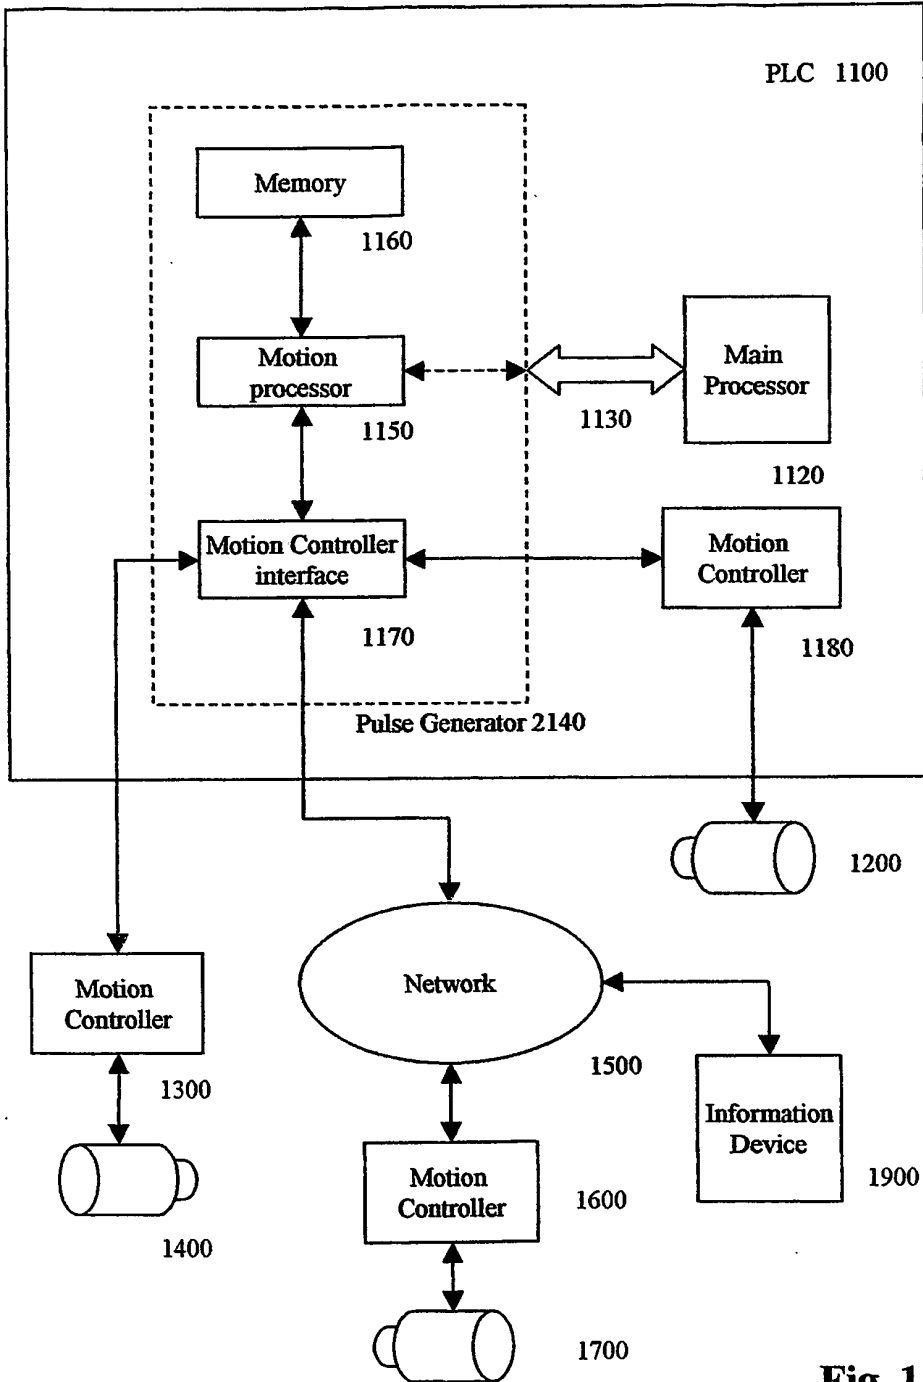 PLC 1100
Memory
1160
Motion
processor
1150
1130
Main
Processor
1120
Motion Controller
interface
1170
Motion
Controller
1180
Pulse Generator 2140
1200
Motion
Controller
1300
1400
Network
1500
Information
Device
1900
Motion
Controller
1600
1700
Fig. 1